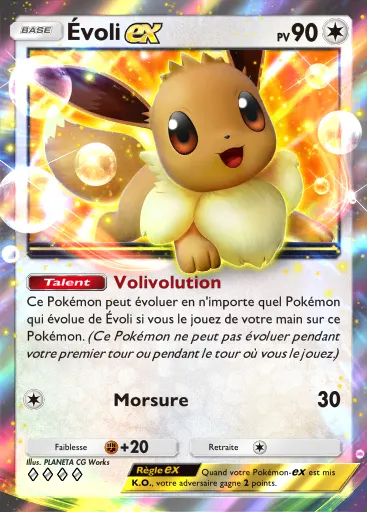 BASE Évoli ex PV 90
Talent Volivolution
Ce Pokémon peut évoluer en n'importe quel Pokémon
qui évolue de Évoli si vous le jouez de votre main sur ce
Pokémon. (Ce Pokémon ne peut pas évoluer pendant
votre premier tour ou pendant le tour où vous le jouez.)
Morsure 30
Faiblesse +20 Retraite
Illus. PLANETA CG Works
Règle ex Quand votre Pokémon-ex est mis
K.O., votre adversaire gagne 2 points.